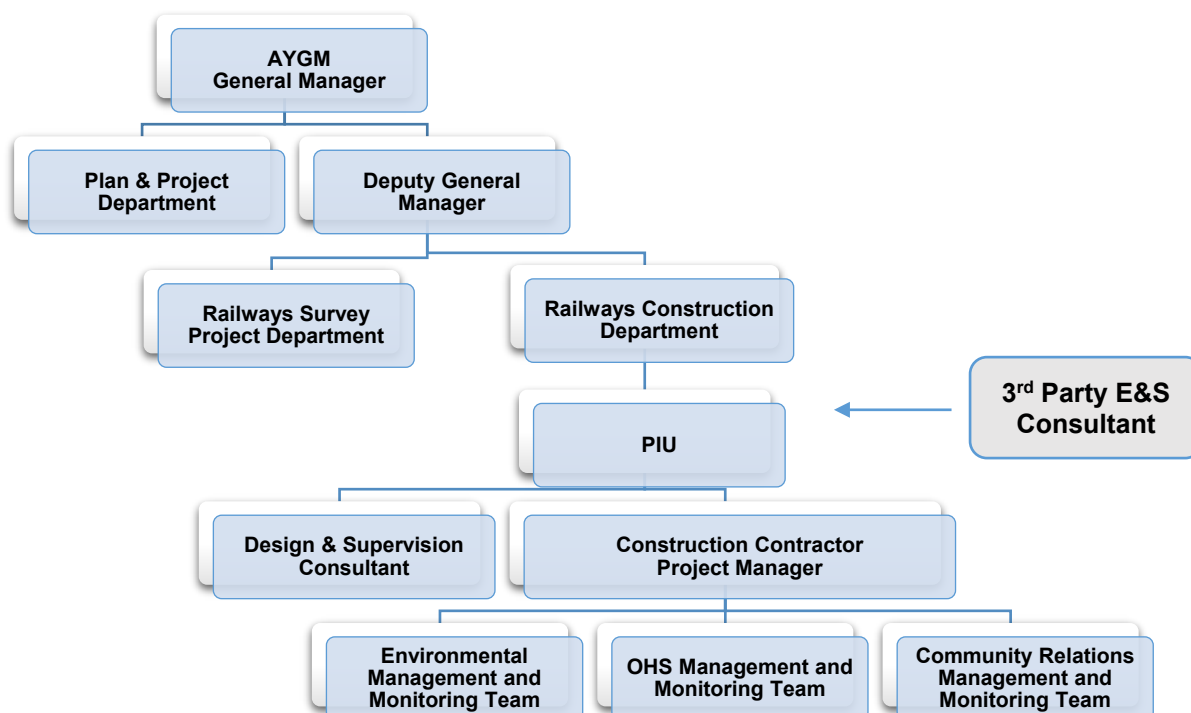 AYGM
General Manager
Plan & Project
Department
Deputy General
Manager
Railways Survey
Project Department
Railways Construction
Department
3rd Party E&S
Consultant
PIU
Design & Supervision
Consultant
Construction Contractor
Project Manager
Environmental
Management and
Monitoring Team
OHS Management and
Monitoring Team
Community Relations
Management and
Monitoring Team